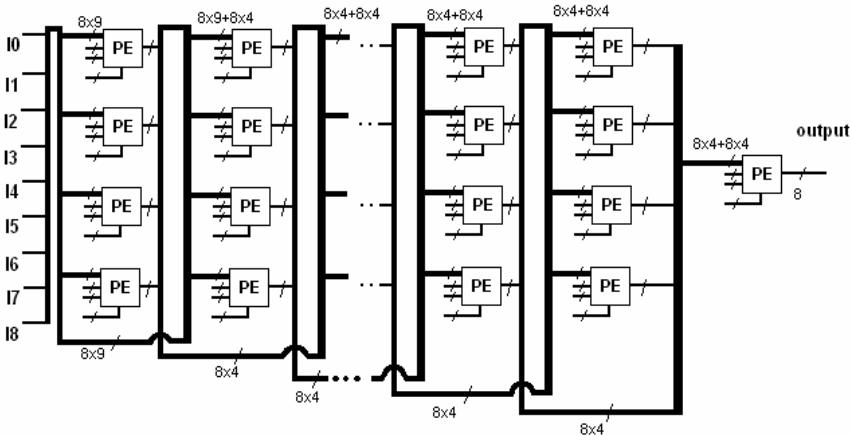 8x9 8x9+8x4 8x4+8x4 8x4+8x4 8x4+8x4
I0 PE PE PE PE
I1
I2 PE PE PE PE output
I3 8x4+8x4
I4 PE
I5 PE PE PE PE 8
I6
I7 PE PE PE PE
I8
8x9 8x4 8x4 8x4 8x4